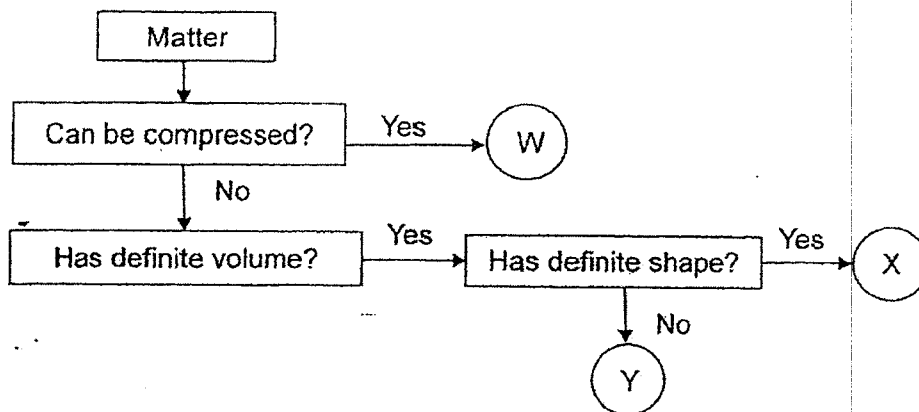 Matter
Can be compressed?
Yes
W
No
Has definite volume?
Yes
Has definite shape?
Yes
X
No
Y